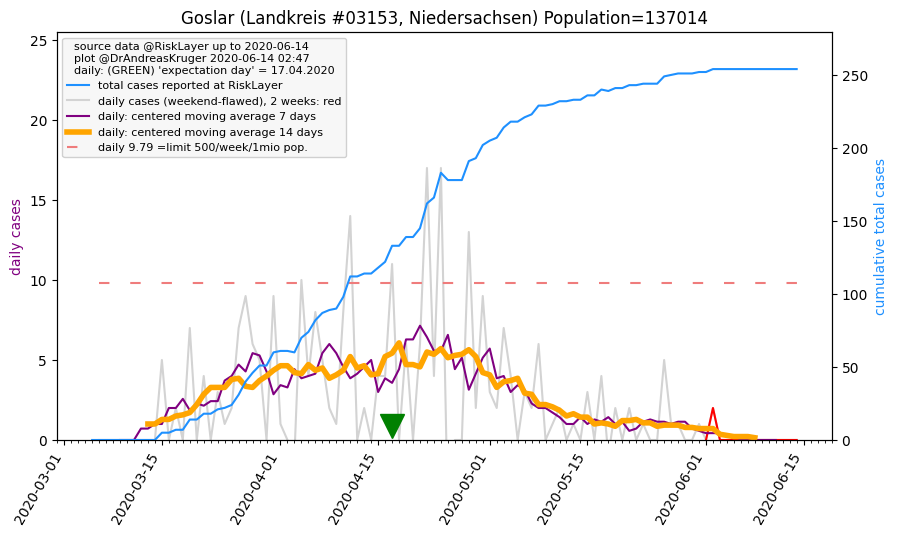 Goslar (Landkreis #03153, Niedersachsen) Population=137014
source data @RiskLayer up to 2020-06-14
plot @DrAndreasKruger 2020-06-14 02:47
daily: (GREEN) 'expectation day' = 17.04.2020
total cases reported at RiskLayer
daily cases (weekend-flawed), 2 weeks: red
daily: centered moving average 7 days
daily: centered moving average 14 days
daily 9.79 =limit 500/week/1mio pop.
daily cases
25
20
15
10
5
0
cumulative total cases
250
200
150
100
50
0
2020-03-01
2020-03-15
2020-04-01
2020-04-15
2020-05-01
2020-05-15
2020-06-01
2020-06-15